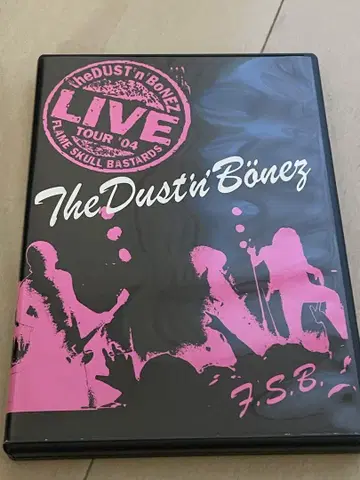 theDUST'n'BoNEZ
LIVE
TOUR '04
FLAME SKULL BASTARDS
The Dust'n'Bönez
F.S.B.